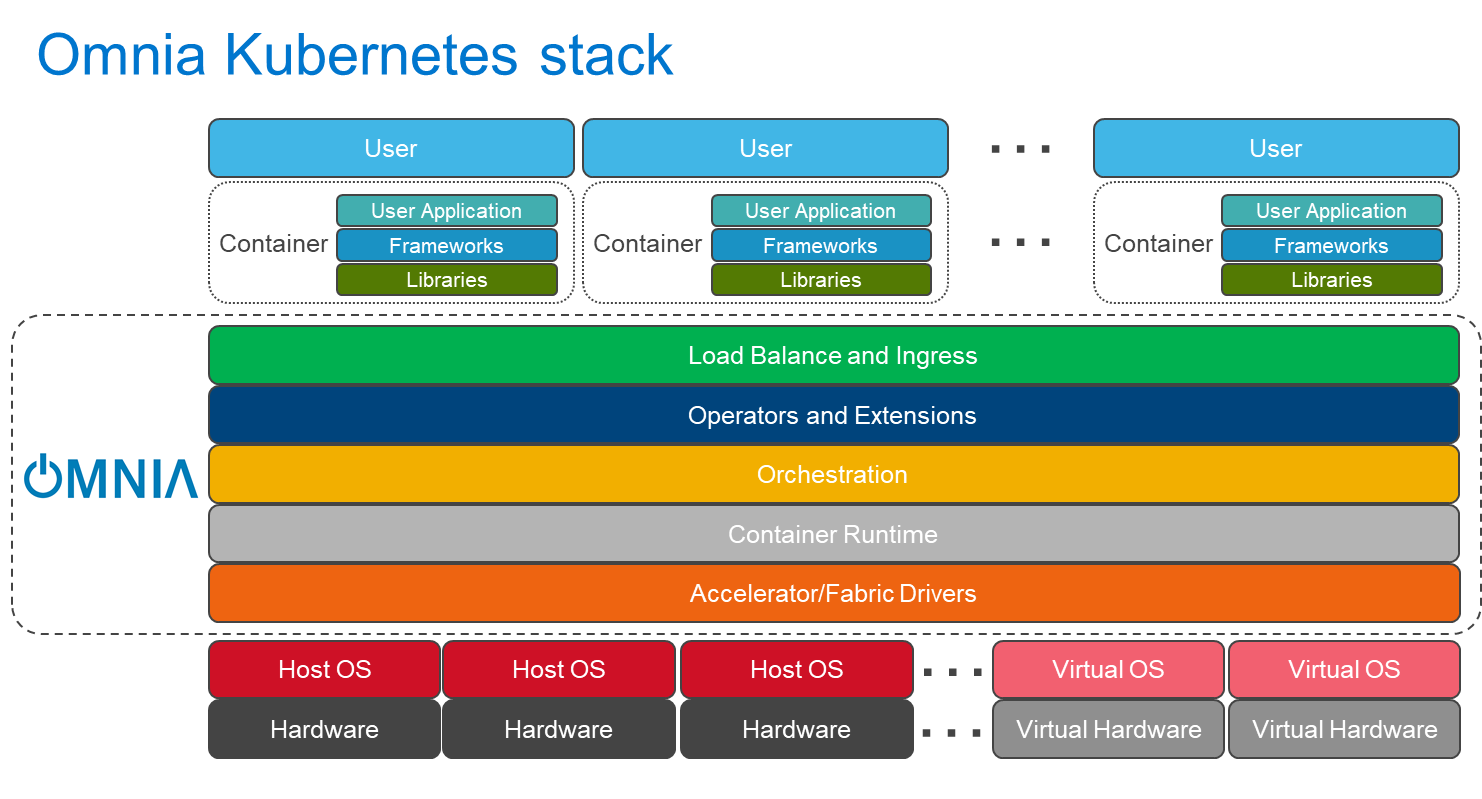 Omnia Kubernetes stack
User User User
User Application User Application User Application
Container Frameworks Container Frameworks Container Frameworks
Libraries Libraries Libraries
Load Balance and Ingress
Operators and Extensions
OMNIA
Orchestration
Container Runtime
Accelerator/Fabric Drivers
Host OS Host OS Host OS Virtual OS Virtual OS
Hardware Hardware Hardware Virtual Hardware Virtual Hardware